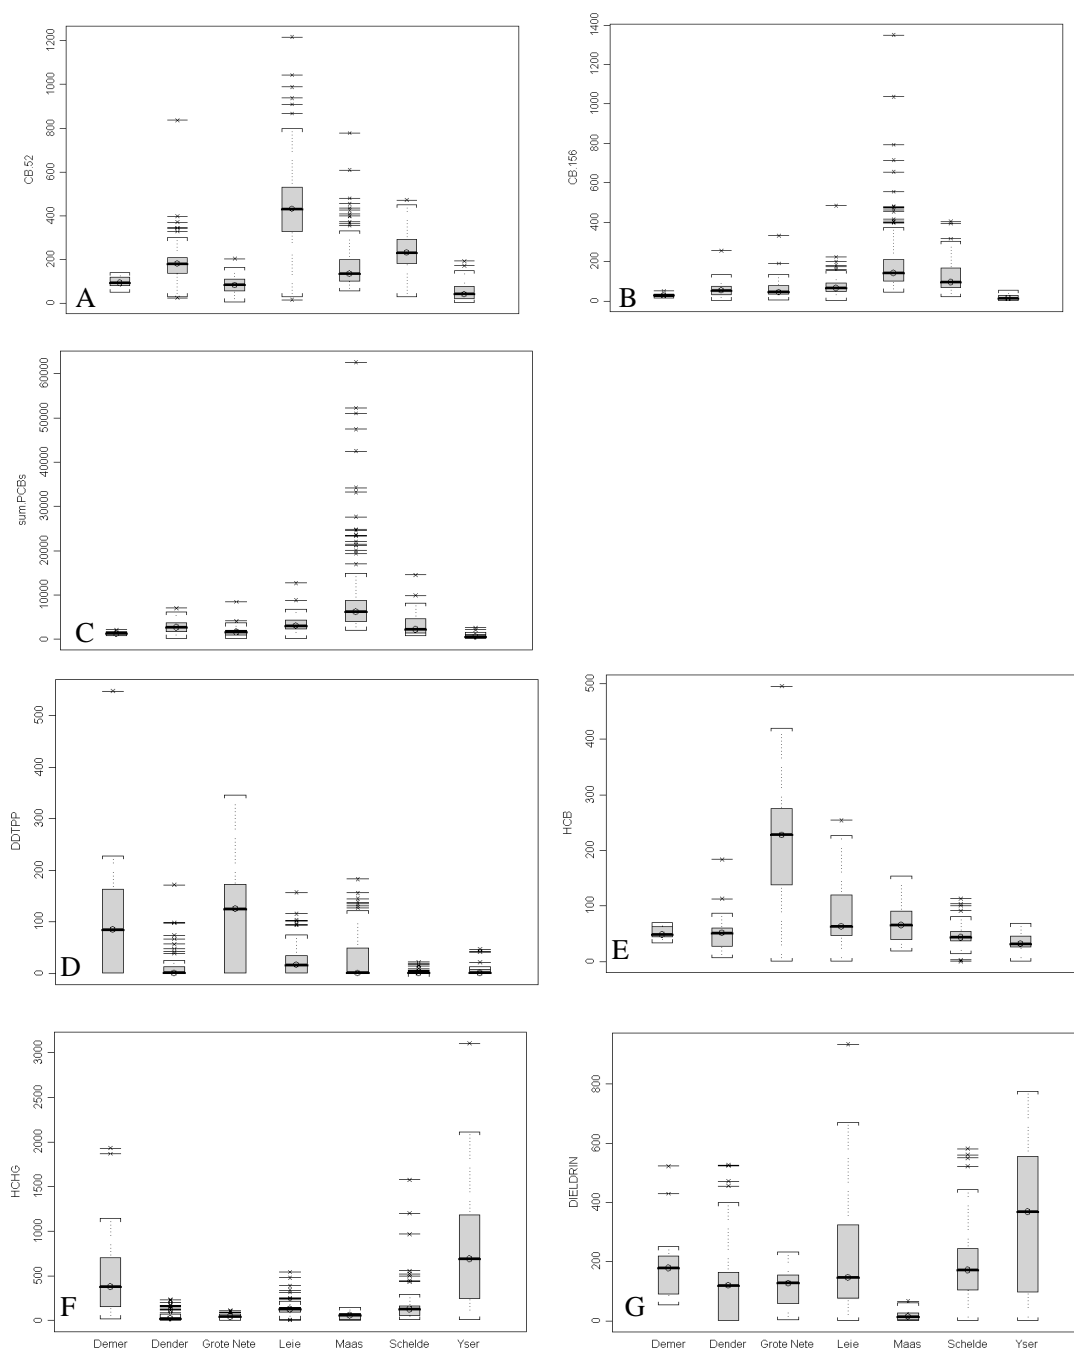 CB.52
0 200 400 600 800 1000 1200
A
CB.156
0 200 400 600 800 1000 1200 1400
B
sum.PCBs
0 10000 20000 30000 40000 50000 60000
C
DDTPP
0 100 200 300 400 500
D
HCB
0 100 200 300 400 500
E
HCHG
0 500 1000 1500 2000 2500 3000
F
Demer Dender Grote Nete Leie Maas Schelde Yser
DIELDRIN
0 200 400 600 800
G
Demer Dender Grote Nete Leie Maas Schelde Yser